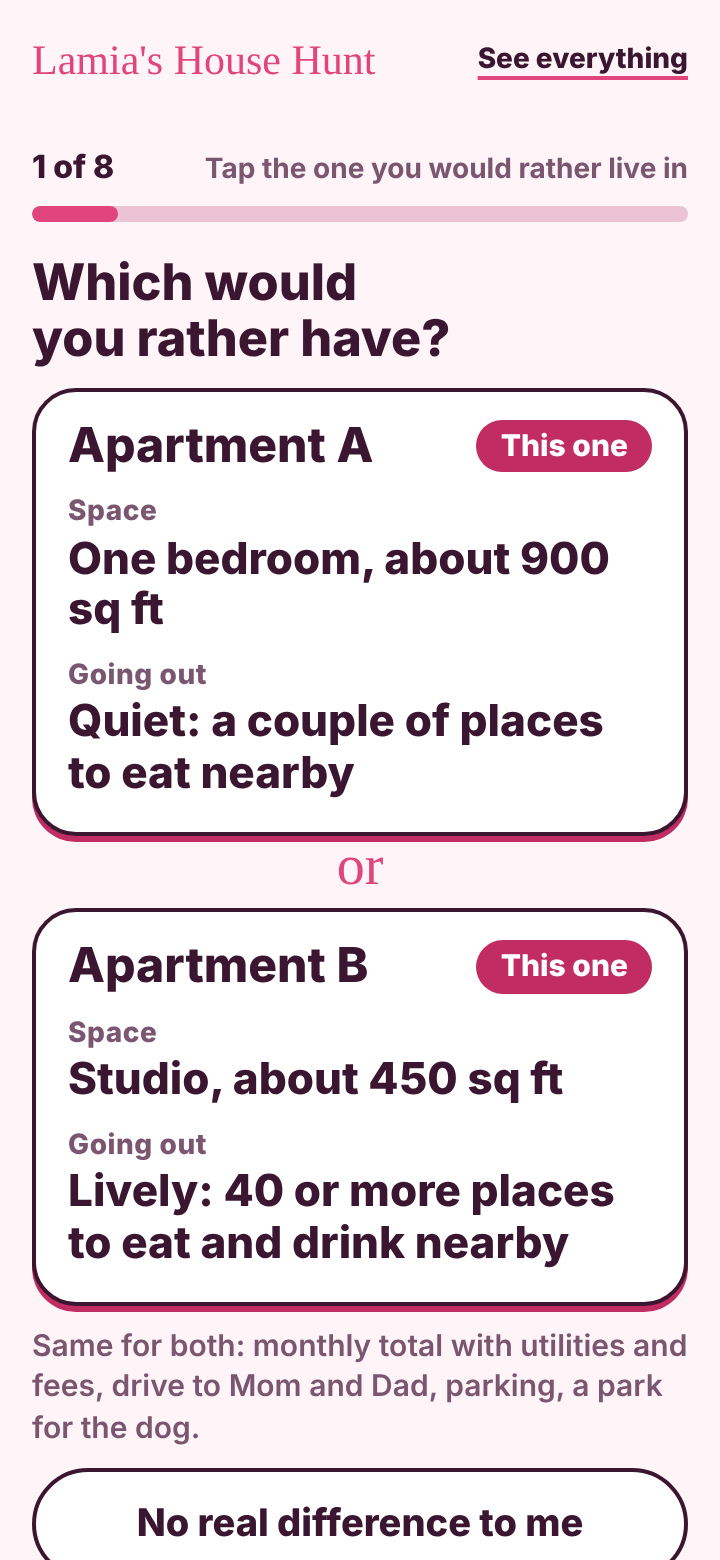 Lamia's House Hunt
See everything
1 of 8
Tap the one you would rather live in
Which would
you rather have?
Apartment A
This one
Space
One bedroom, about 900
sq ft
Going out
Quiet: a couple of places
to eat nearby
or
Apartment B
This one
Space
Studio, about 450 sq ft
Going out
Lively: 40 or more places
to eat and drink nearby
Same for both: monthly total with utilities and
fees, drive to Mom and Dad, parking, a park
for the dog.
No real difference to me